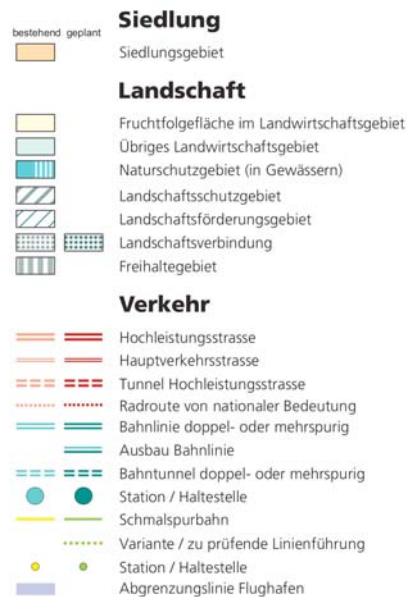 Siedlung
bestehend geplant
Siedlungsgebiet
Landschaft
Fruchtfolgefläche im Landwirtschaftsgebiet
Übriges Landwirtschaftsgebiet
Naturschutzgebiet (in Gewässern)
Landschaftsschutzgebiet
Landschaftsförderungsgebiet
Landschaftsverbindung
Freihaltegebiet
Verkehr
Hochleistungsstrasse
Hauptverkehrsstrasse
Tunnel Hochleistungsstrasse
Radroute von nationaler Bedeutung
Bahnlinie doppel- oder mehrspurig
Ausbau Bahnlinie
Bahntunnel doppel- oder mehrspurig
Station / Haltestelle
Schmalspurbahn
Variante / zu prüfende Linienführung
Station / Haltestelle
Abgrenzungslinie Flughafen